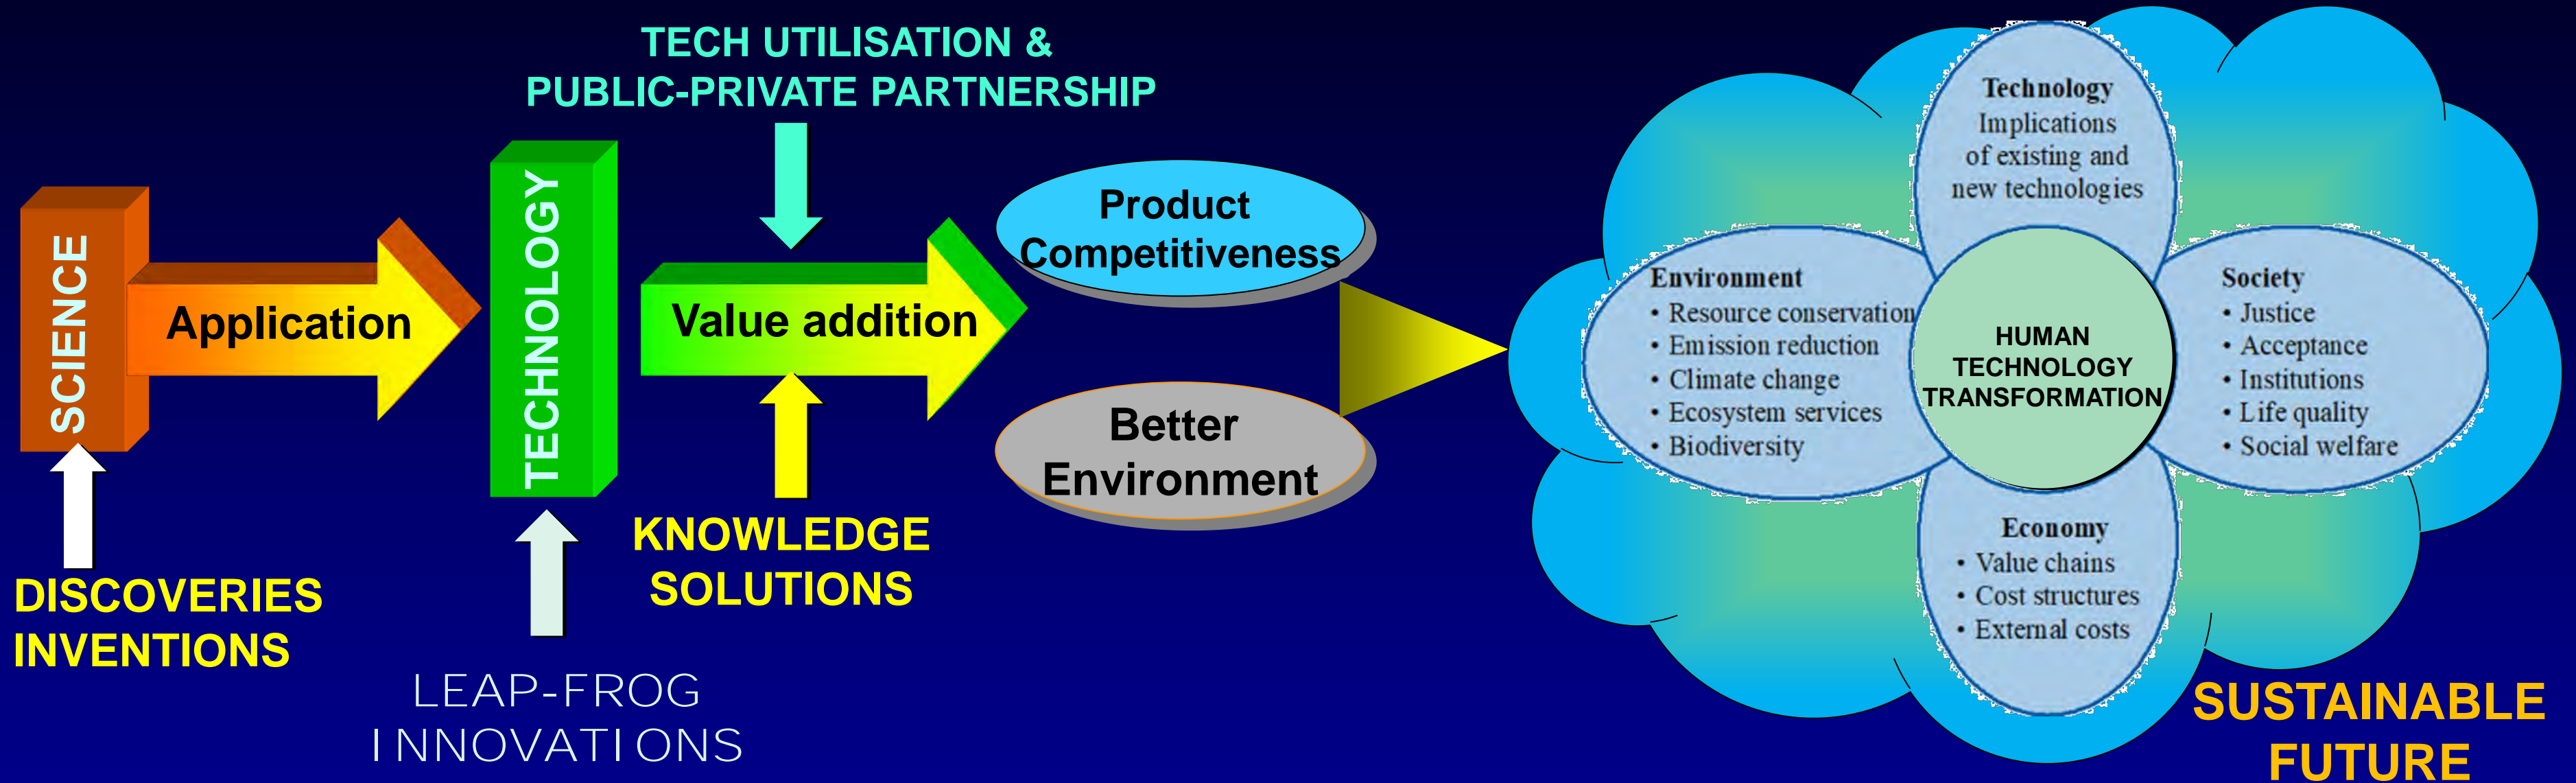 TECH UTILISATION &
PUBLIC-PRIVATE PARTNERSHIP
SCIENCE
Application
TECHNOLOGY
Value addition
Product
Competitiveness
Better
Environment
DISCOVERIES
INVENTIONS
LEAP-FROG
INNOVATIONS
KNOWLEDGE
SOLUTIONS
Technology
Implications
of existing and
new technologies
Environment
• Resource conservation
• Emission reduction
• Climate change
• Ecosystem services
• Biodiversity
HUMAN
TECHNOLOGY
TRANSFORMATION
Society
• Justice
• Acceptance
• Institutions
• Life quality
• Social welfare
Economy
• Value chains
• Cost structures
• External costs
SUSTAINABLE
FUTURE